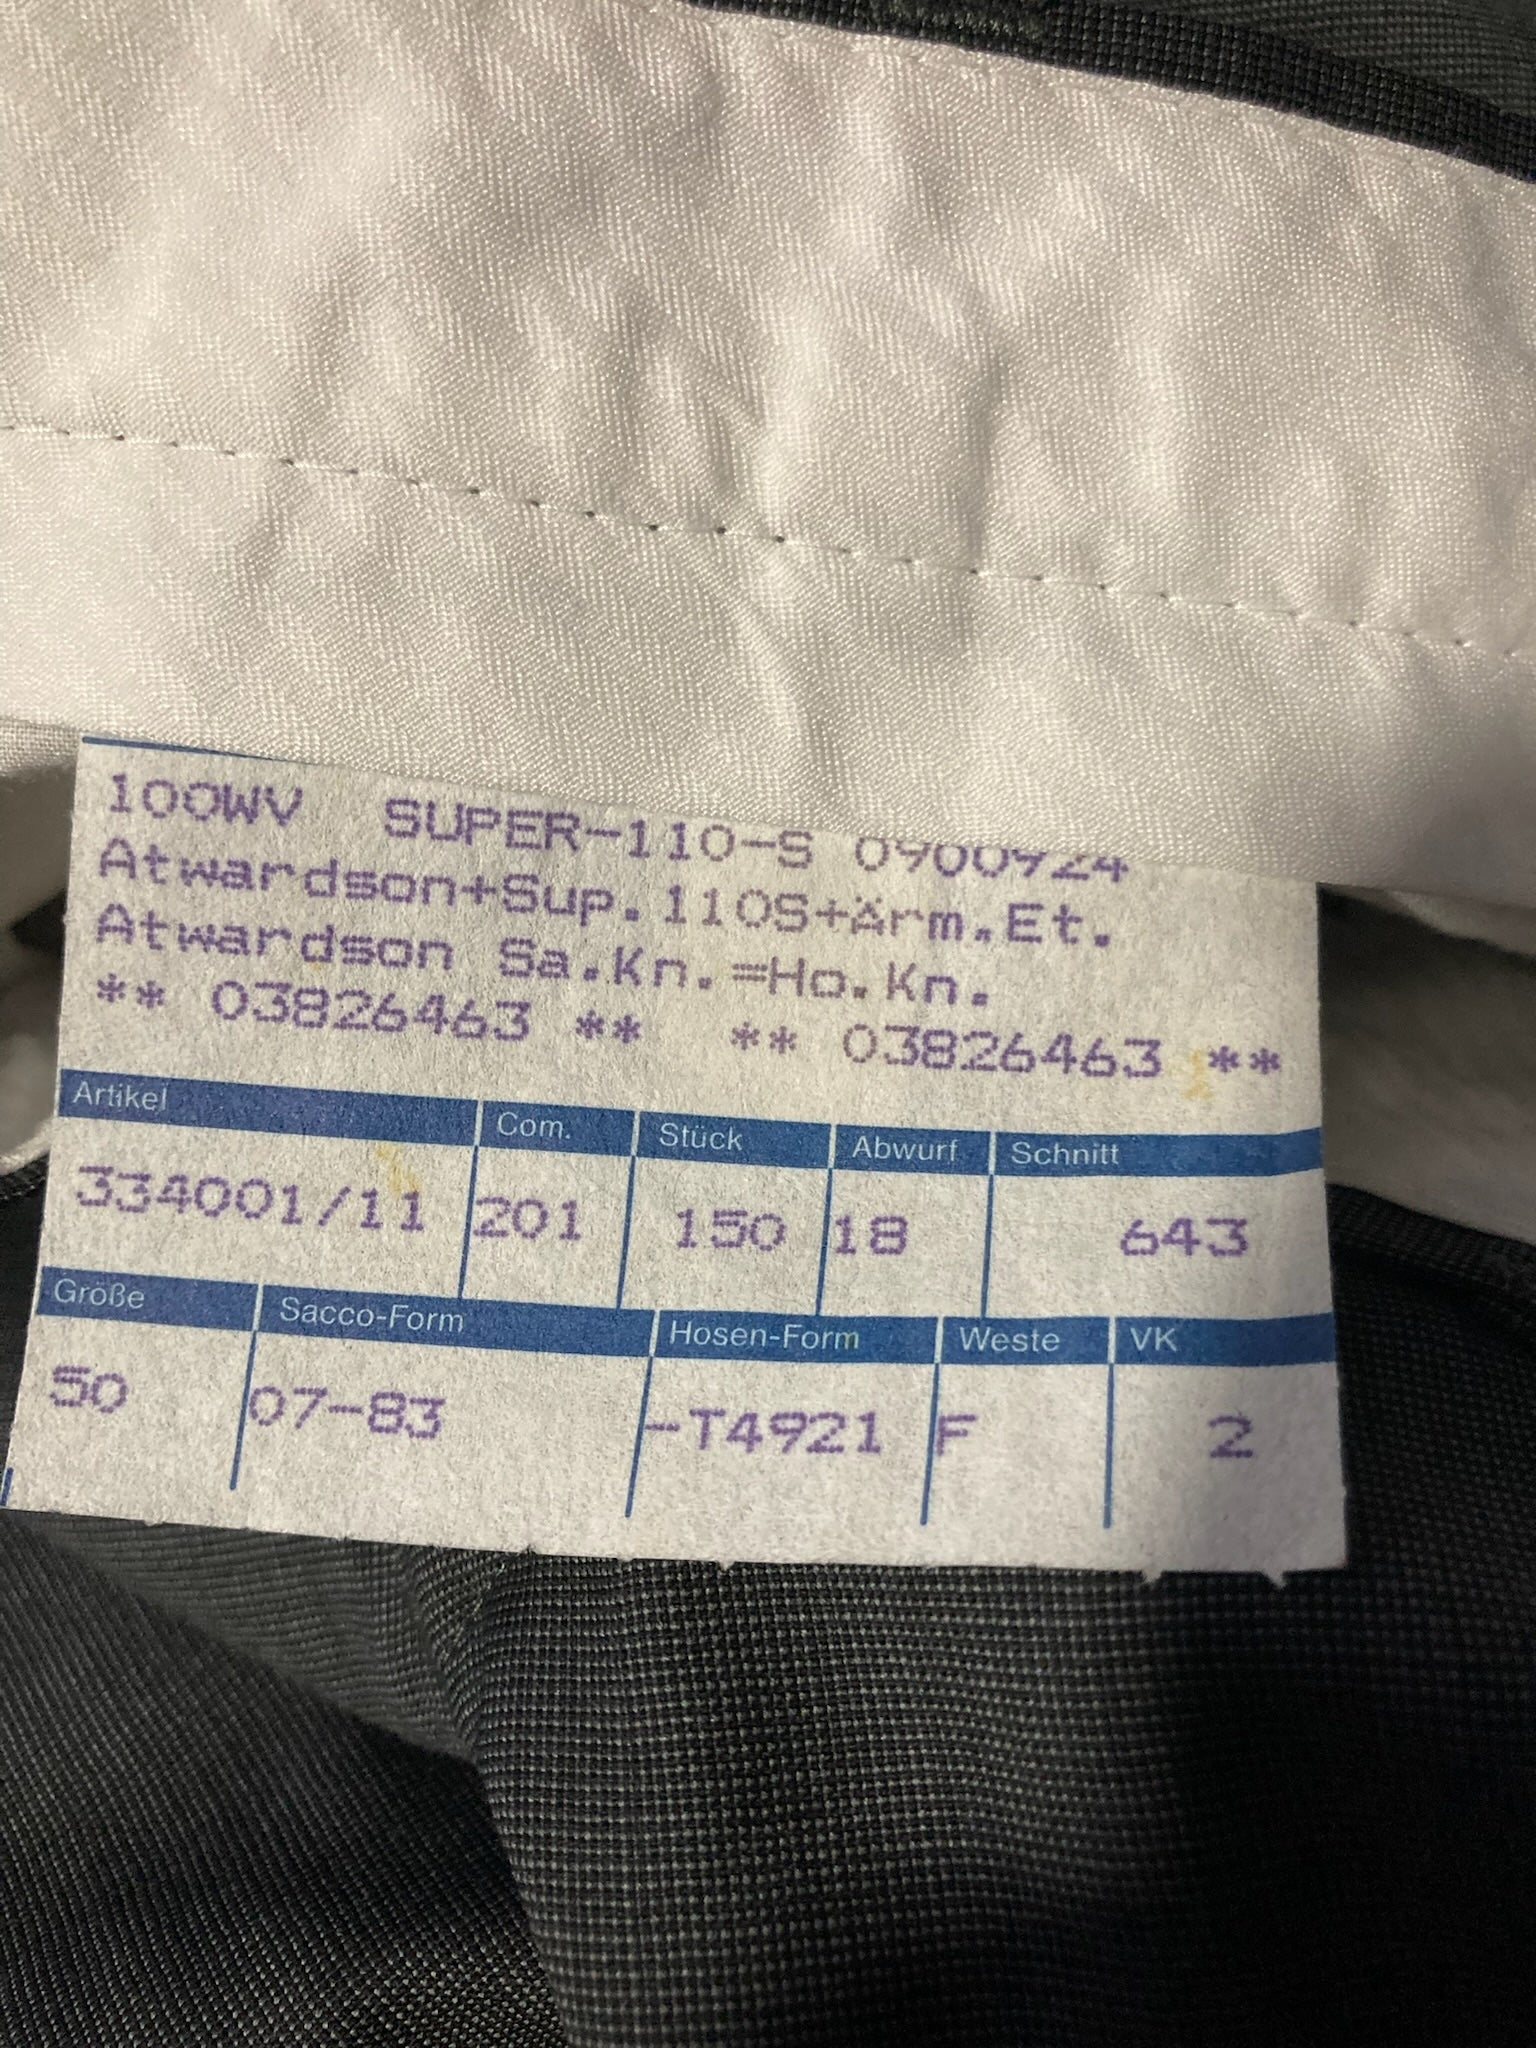 100WV SUPER-110-S 0900924
Atwardson+Sup.110S+Ärm.Et.
Atwardson Sa.Kn.=Ho.Kn.
** 03826463 ** ** 03826463 **
Artikel Com. Stück Abwurf Schnitt
334001/11 201 150 18 643
Größe Sacco-Form Hosen-Form Weste VK
50 07-83 -T4921 F 2